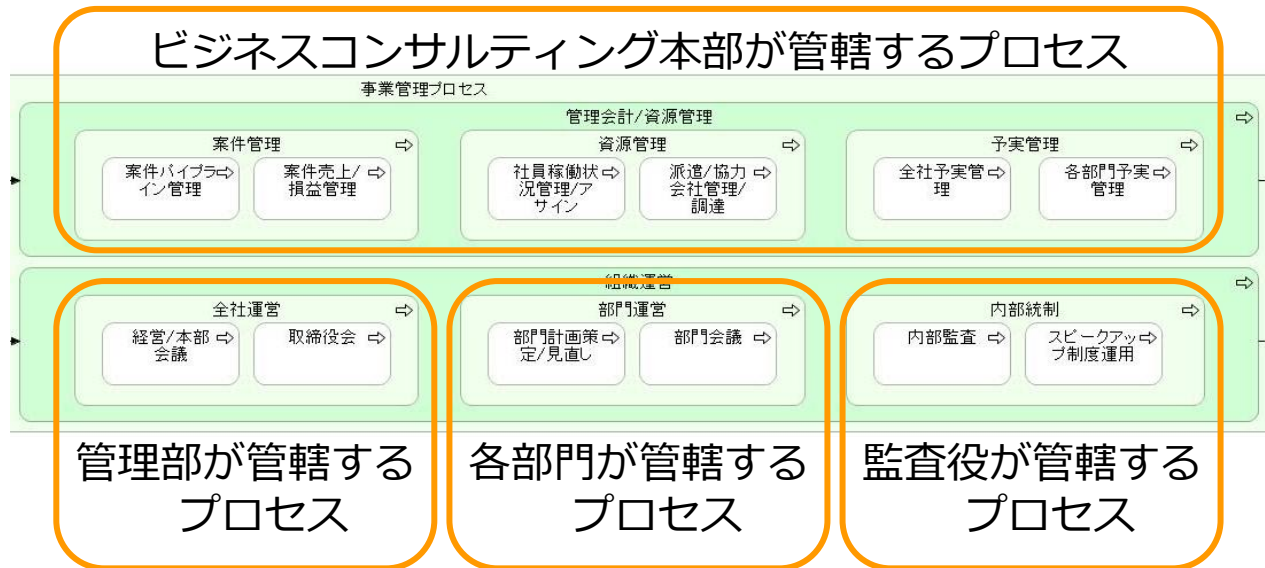 ビジネスコンサルティング本部が管轄するプロセス
事業管理プロセス
管理会計/資源管理
案件管理
案件パイプラ
イン管理
案件売上/
損益管理
資源管理
社員稼働状
況管理/ア
サイン
派遣/協力
会社管理/
調達
予実管理
全社予実管
理
各部門予実
管理
組織運営
全社運営
経営/本部
会議
取締役会
部門運営
部門計画策
定/見直し
部門会議
内部統制
内部監査
スピークアッ
プ制度運用
管理部が管轄する
プロセス
各部門が管轄する
プロセス
監査役が管轄する
プロセス